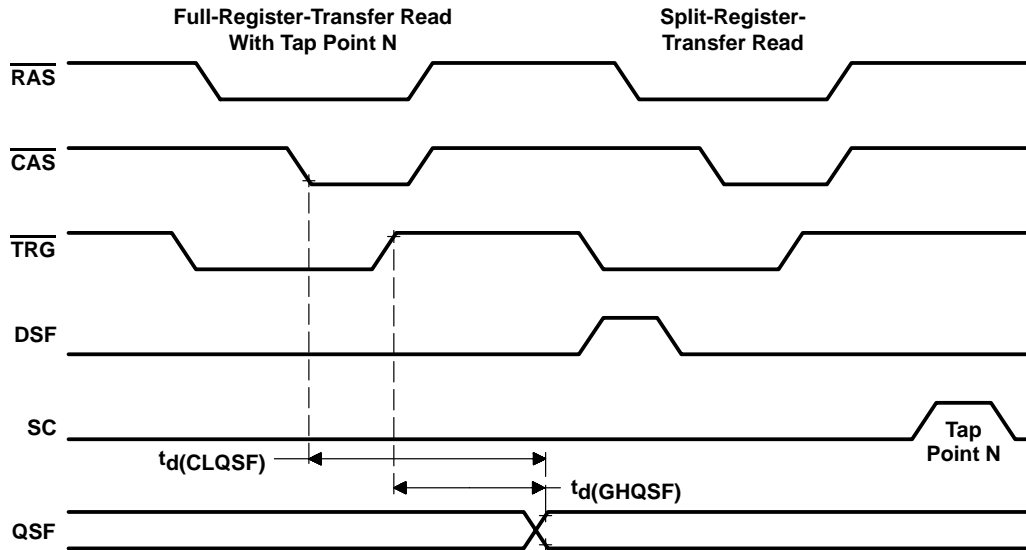 Full-Register-Transfer Read
With Tap Point N
Split-Register-
Transfer Read
RAS
CAS
TRG
DSF
SC
Tap
Point N
td(CLQSF)
td(GHQSF)
QSF